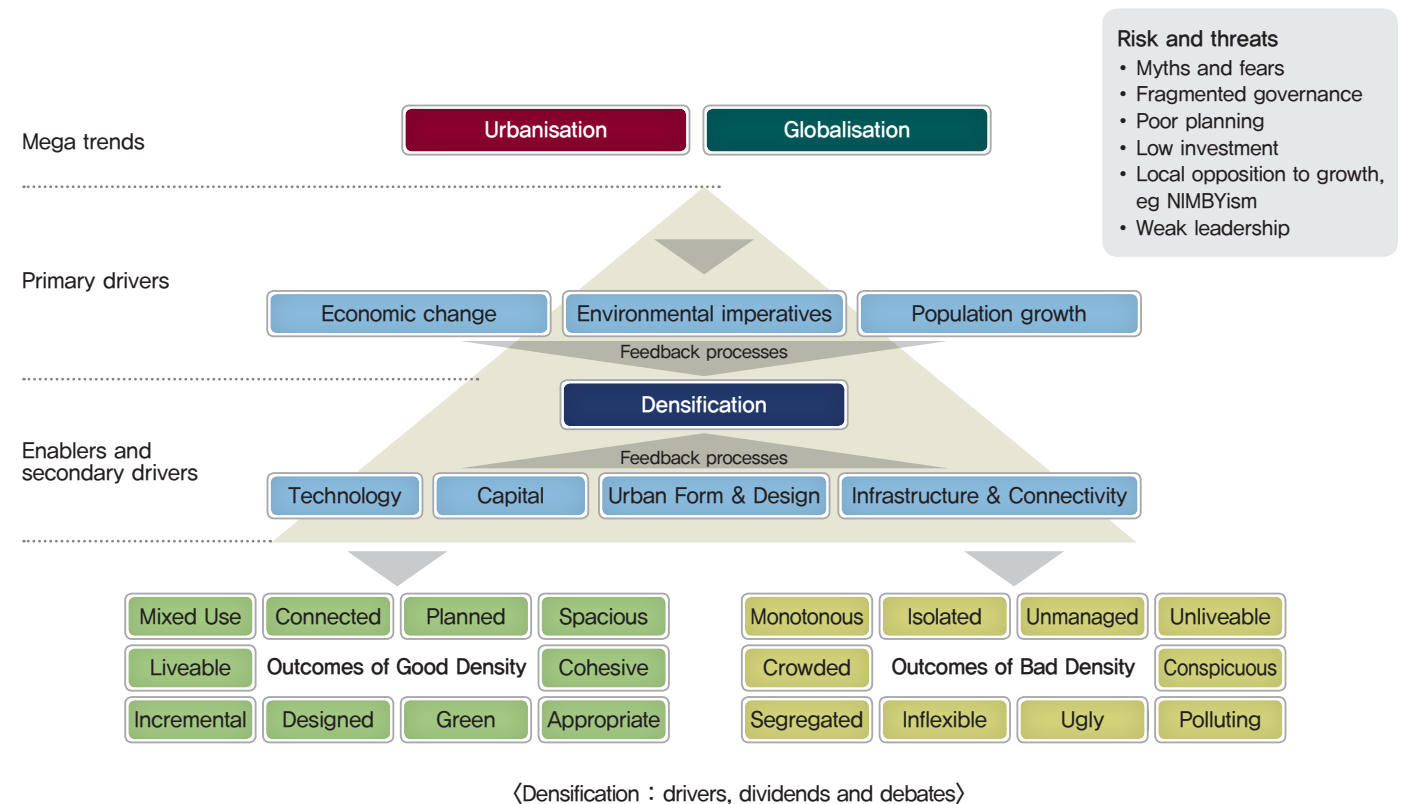 Risk and threats
• Myths and fears
• Fragmented governance
• Poor planning
• Low investment
• Local opposition to growth,
eg NIMBYism
• Weak leadership
Mega trends
Urbanisation
Globalisation
Primary drivers
Economic change
Environmental imperatives
Population growth
Feedback processes
Densification
Enablers and
secondary drivers
Feedback processes
Technology
Capital
Urban Form & Design
Infrastructure & Connectivity
Mixed Use
Connected
Planned
Spacious
Liveable
Outcomes of Good Density
Cohesive
Incremental
Designed
Green
Appropriate
Monotonous
Isolated
Unmanaged
Unliveable
Crowded
Outcomes of Bad Density
Conspicuous
Segregated
Inflexible
Ugly
Polluting
〈Densification : drivers, dividends and debates〉